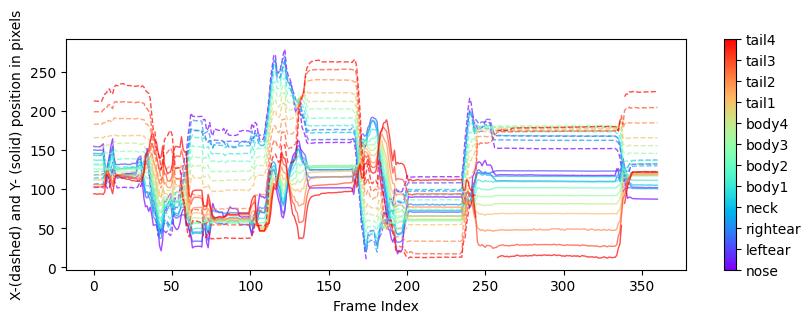 X-(dashed) and Y- (solid) position in pixels
250
200
150
100
50
0
0 50 100 150 200 250 300 350
Frame Index
tail4
tail3
tail2
tail1
body4
body3
body2
body1
neck
rightear
leftear
nose